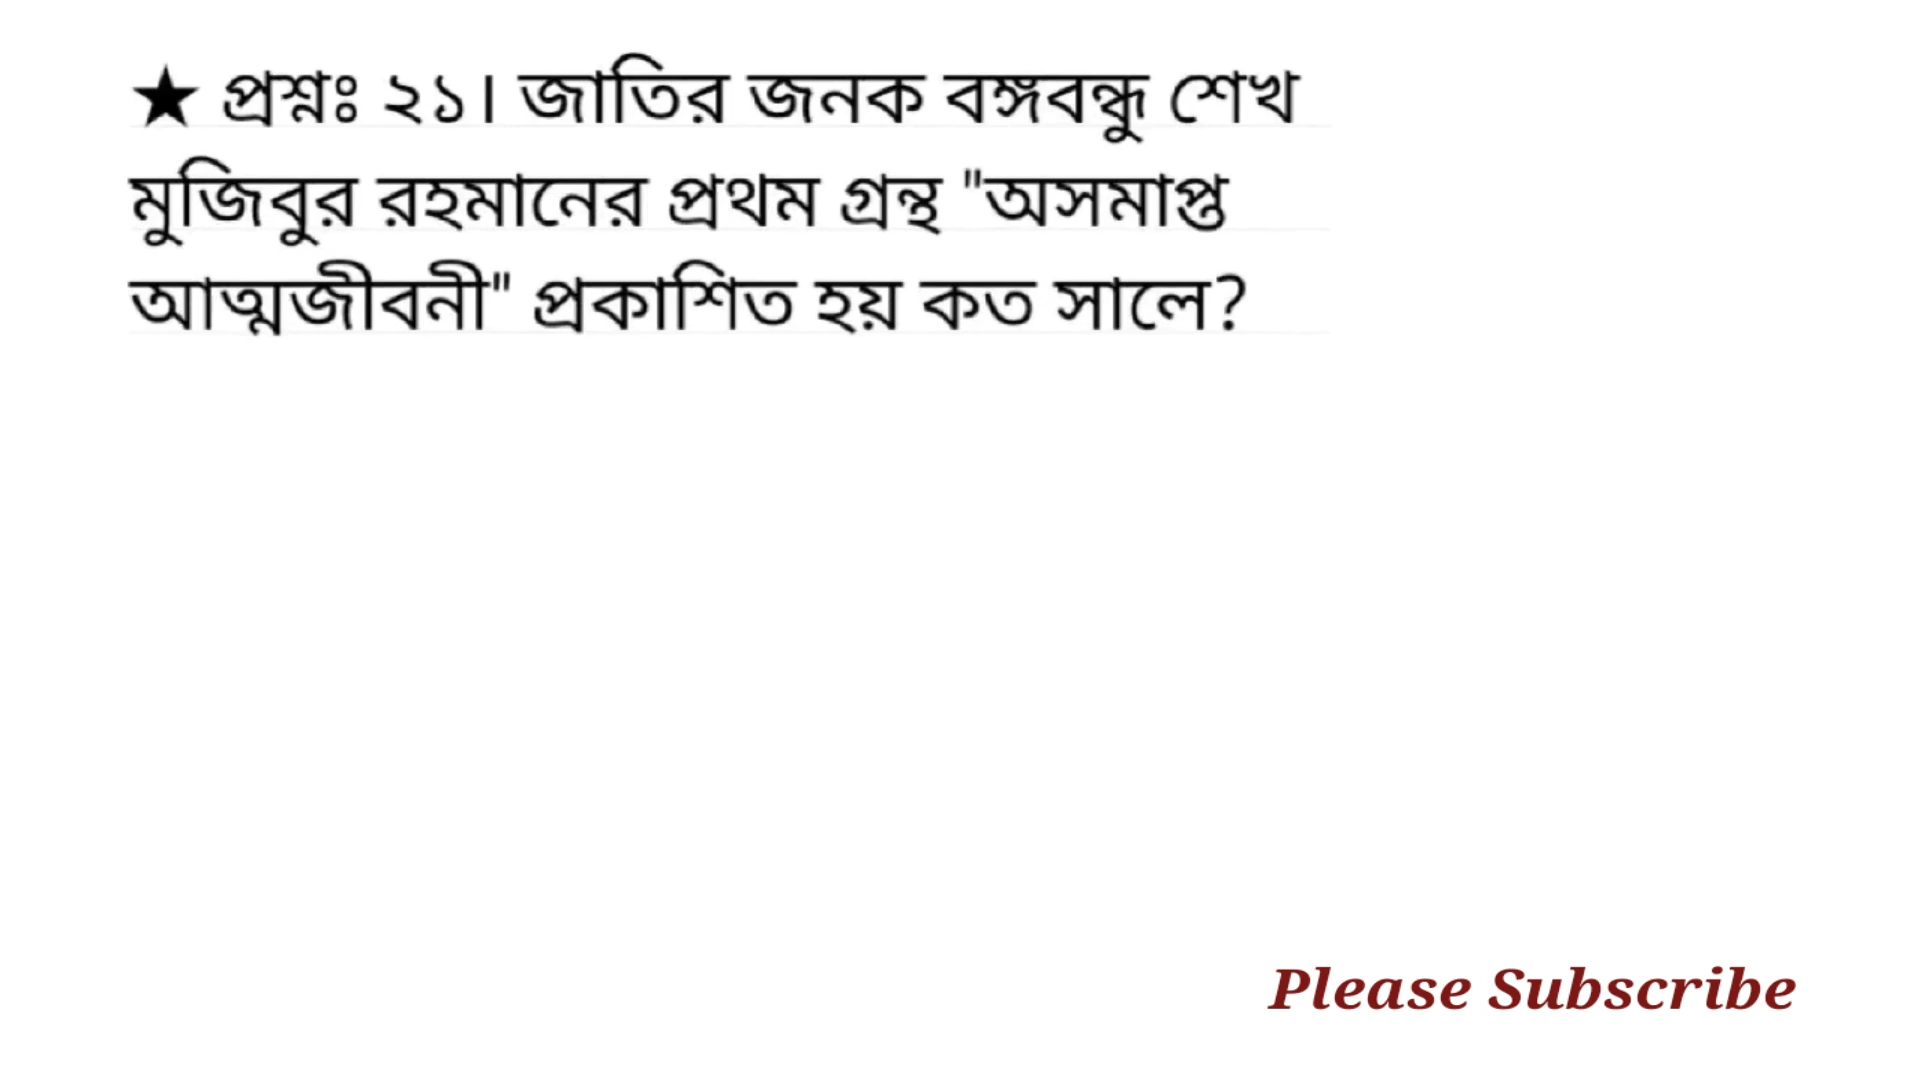 ★ প্রশ্নঃ ২১। জাতির জনক বঙ্গবন্ধু শেখ
মুজিবুর রহমানের প্রথম গ্রন্থ "অসমাপ্ত
আত্মজীবনী" প্রকাশিত হয় কত সালে?
Please Subscribe